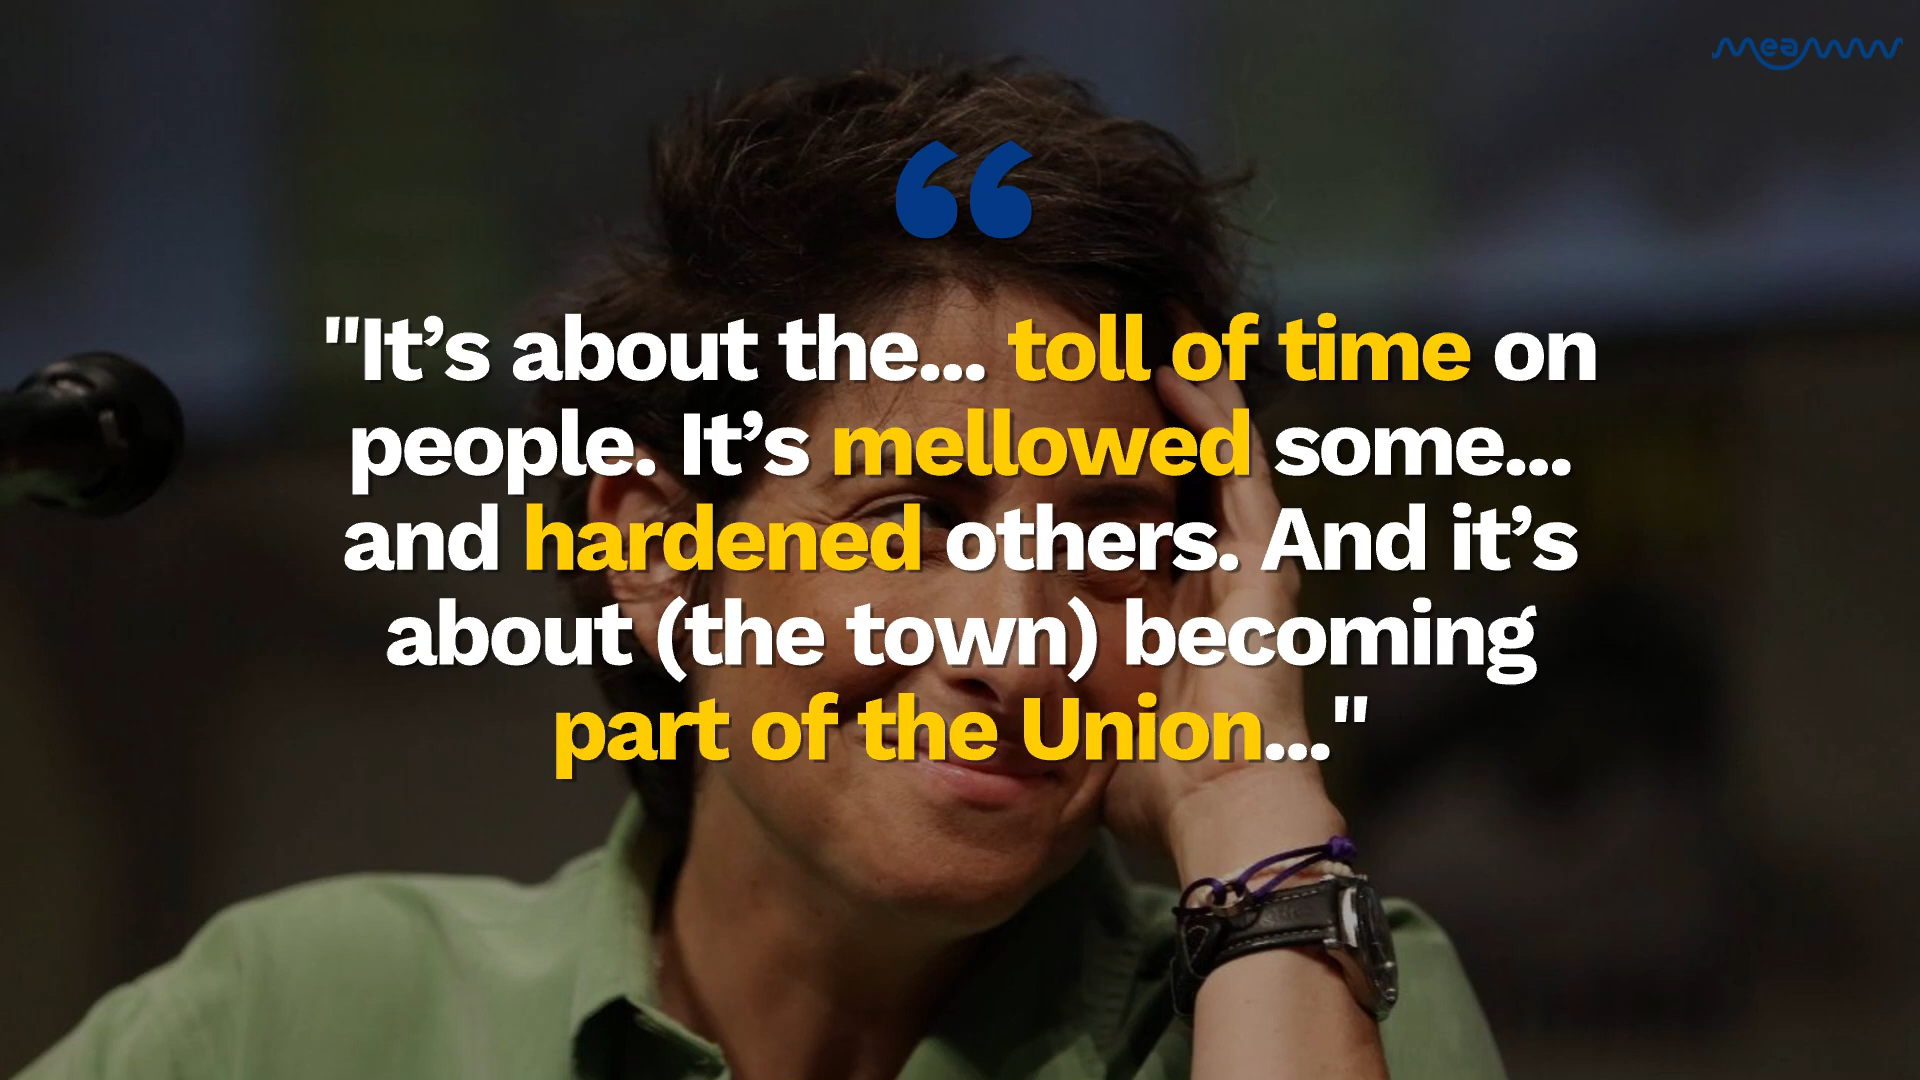 meaww
"It’s about the... toll of time on
people. It’s mellowed some...
and hardened others. And it’s
about (the town) becoming
part of the Union..."